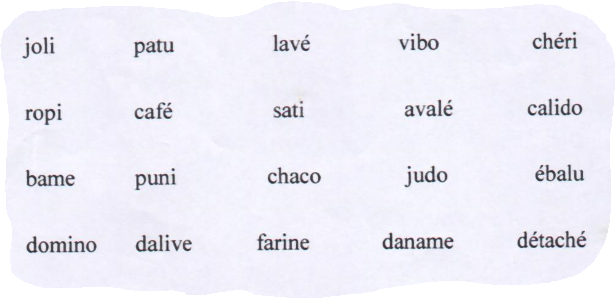 joli patu lavé vibo chéri
ropi café sati avalé calido
bame puni chaco judo ébalu
domino dalive farine daname détaché